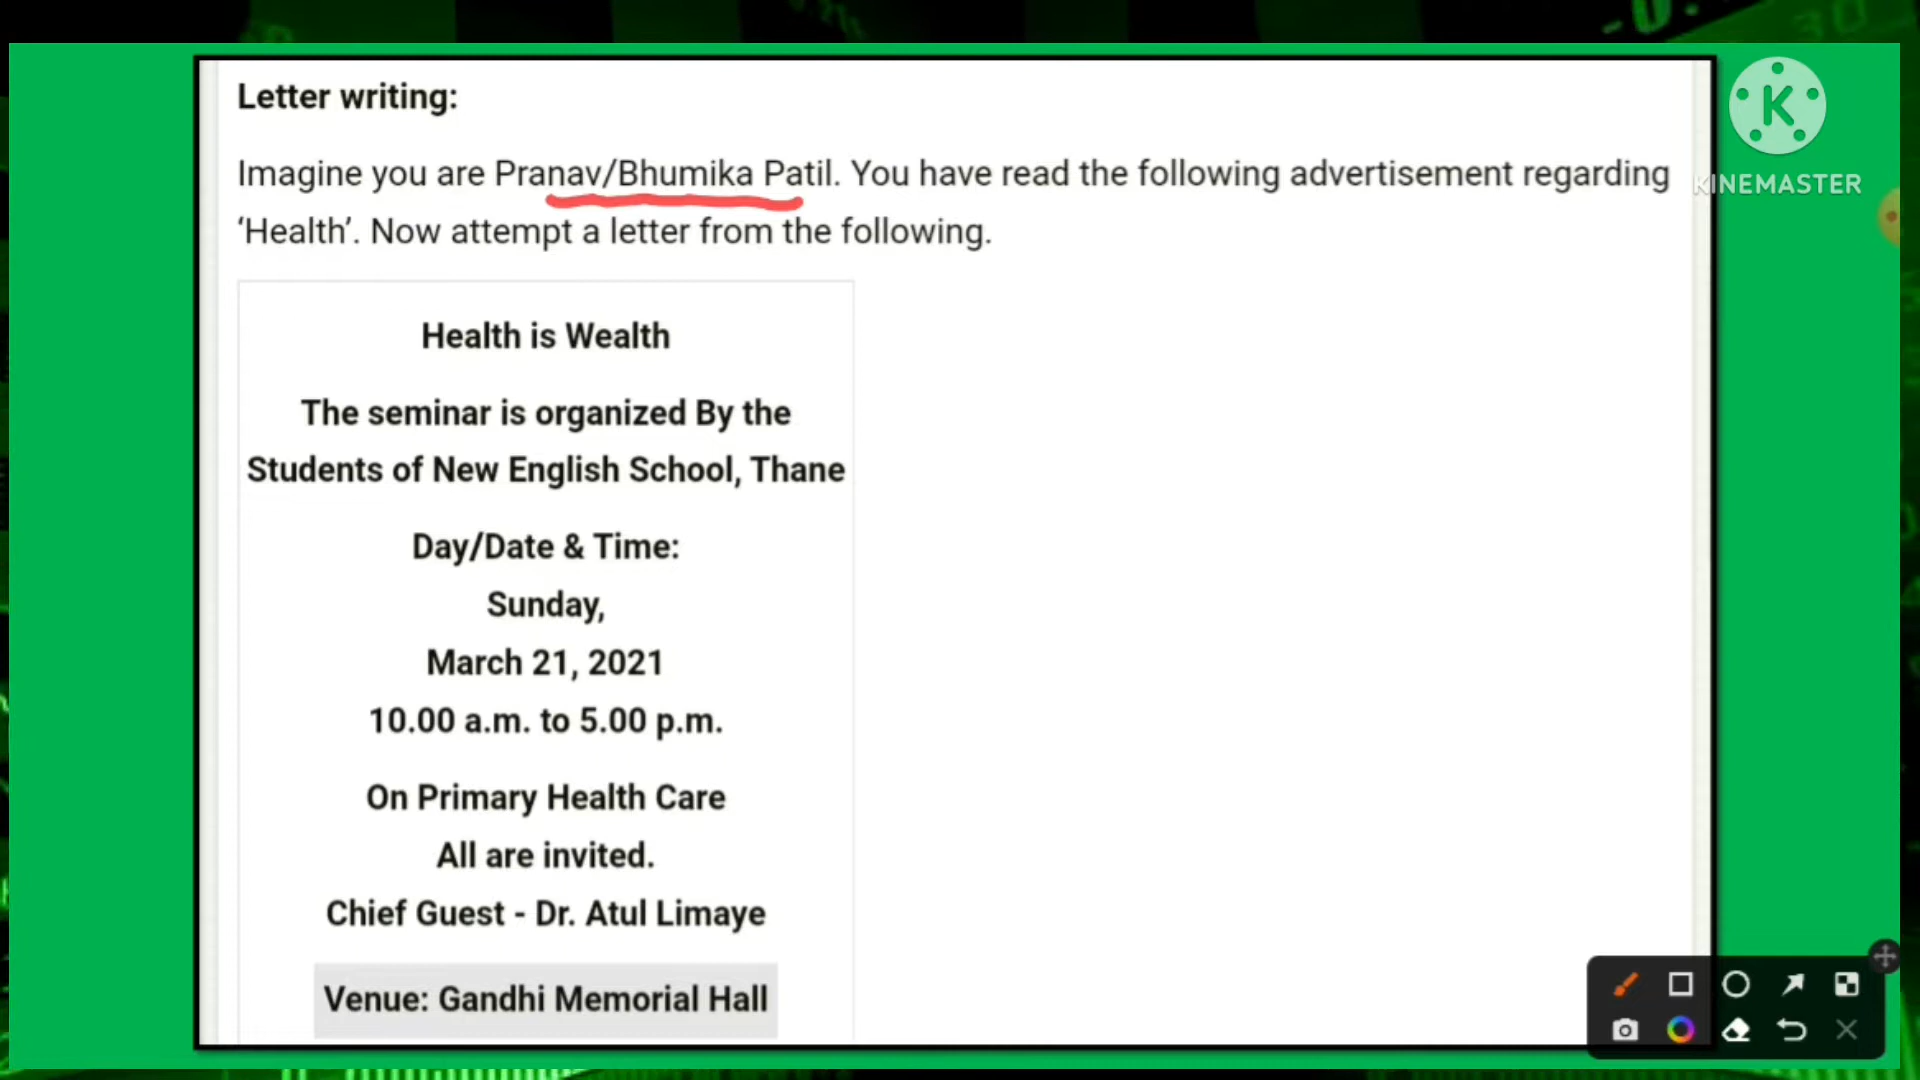 Letter writing:
Imagine you are Pranav/Bhumika Patil. You have read the following advertisement regarding
‘Health’. Now attempt a letter from the following.
Health is Wealth
The seminar is organized By the
Students of New English School, Thane
Day/Date & Time:
Sunday,
March 21, 2021
10.00 a.m. to 5.00 p.m.
On Primary Health Care
All are invited.
Chief Guest - Dr. Atul Limaye
Venue: Gandhi Memorial Hall
K
KINEMASTER